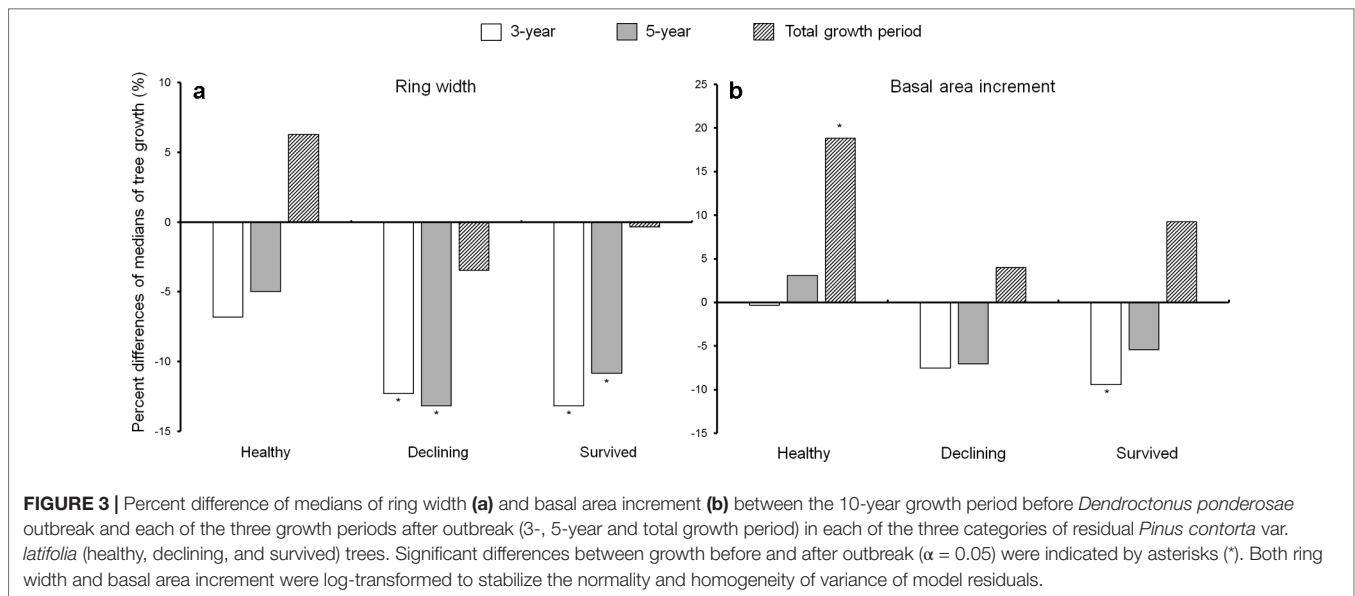 3-year 5-year Total growth period
a Ring width
Percent differences of medians of tree growth (%)
10
5
0
-5
-10
-15
* * * *
Healthy Declining Survived
b Basal area increment
25
20
15
10
5
0
-5
-10
-15
* *
Healthy Declining Survived
FIGURE 3 | Percent difference of medians of ring width (a) and basal area increment (b) between the 10-year growth period before Dendroctonus ponderosae
outbreak and each of the three growth periods after outbreak (3-, 5-year and total growth period) in each of the three categories of residual Pinus contorta var.
latifolia (healthy, declining, and survived) trees. Significant differences between growth before and after outbreak (α = 0.05) were indicated by asterisks (*). Both ring
width and basal area increment were log-transformed to stabilize the normality and homogeneity of variance of model residuals.